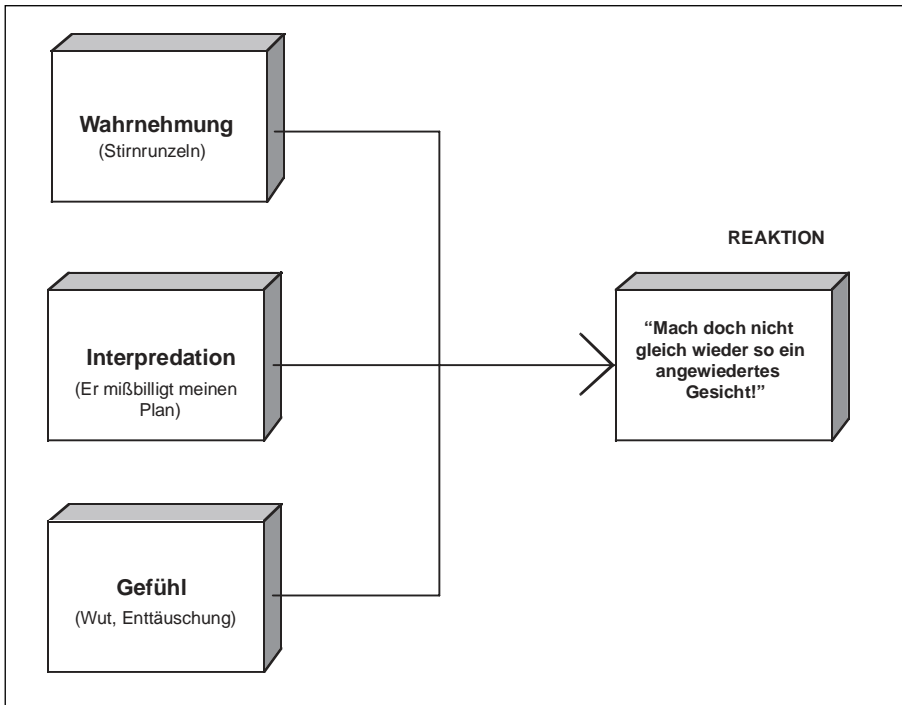 Wahrnehmung
(Stirnrunzeln)
Interpredation
(Er mißbilligt meinen
Plan)
Gefühl
(Wut, Enttäuschung)
REAKTION
“Mach doch nicht
gleich wieder so ein
angewiedertes
Gesicht!”